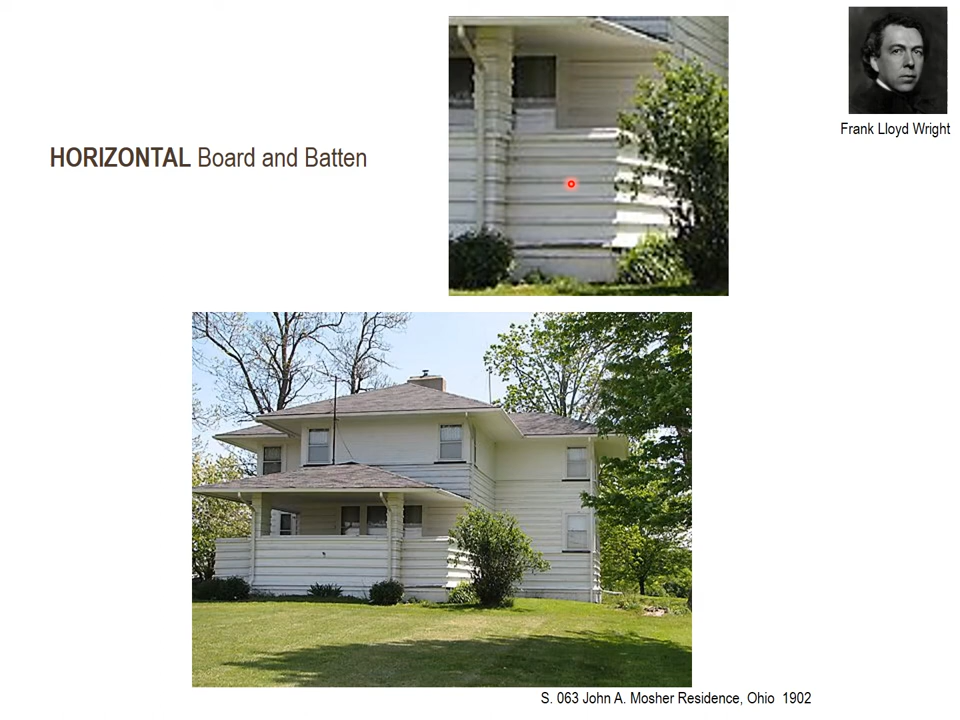 Frank Lloyd Wright
HORIZONTAL Board and Batten
S. 063 John A. Mosher Residence, Ohio 1902